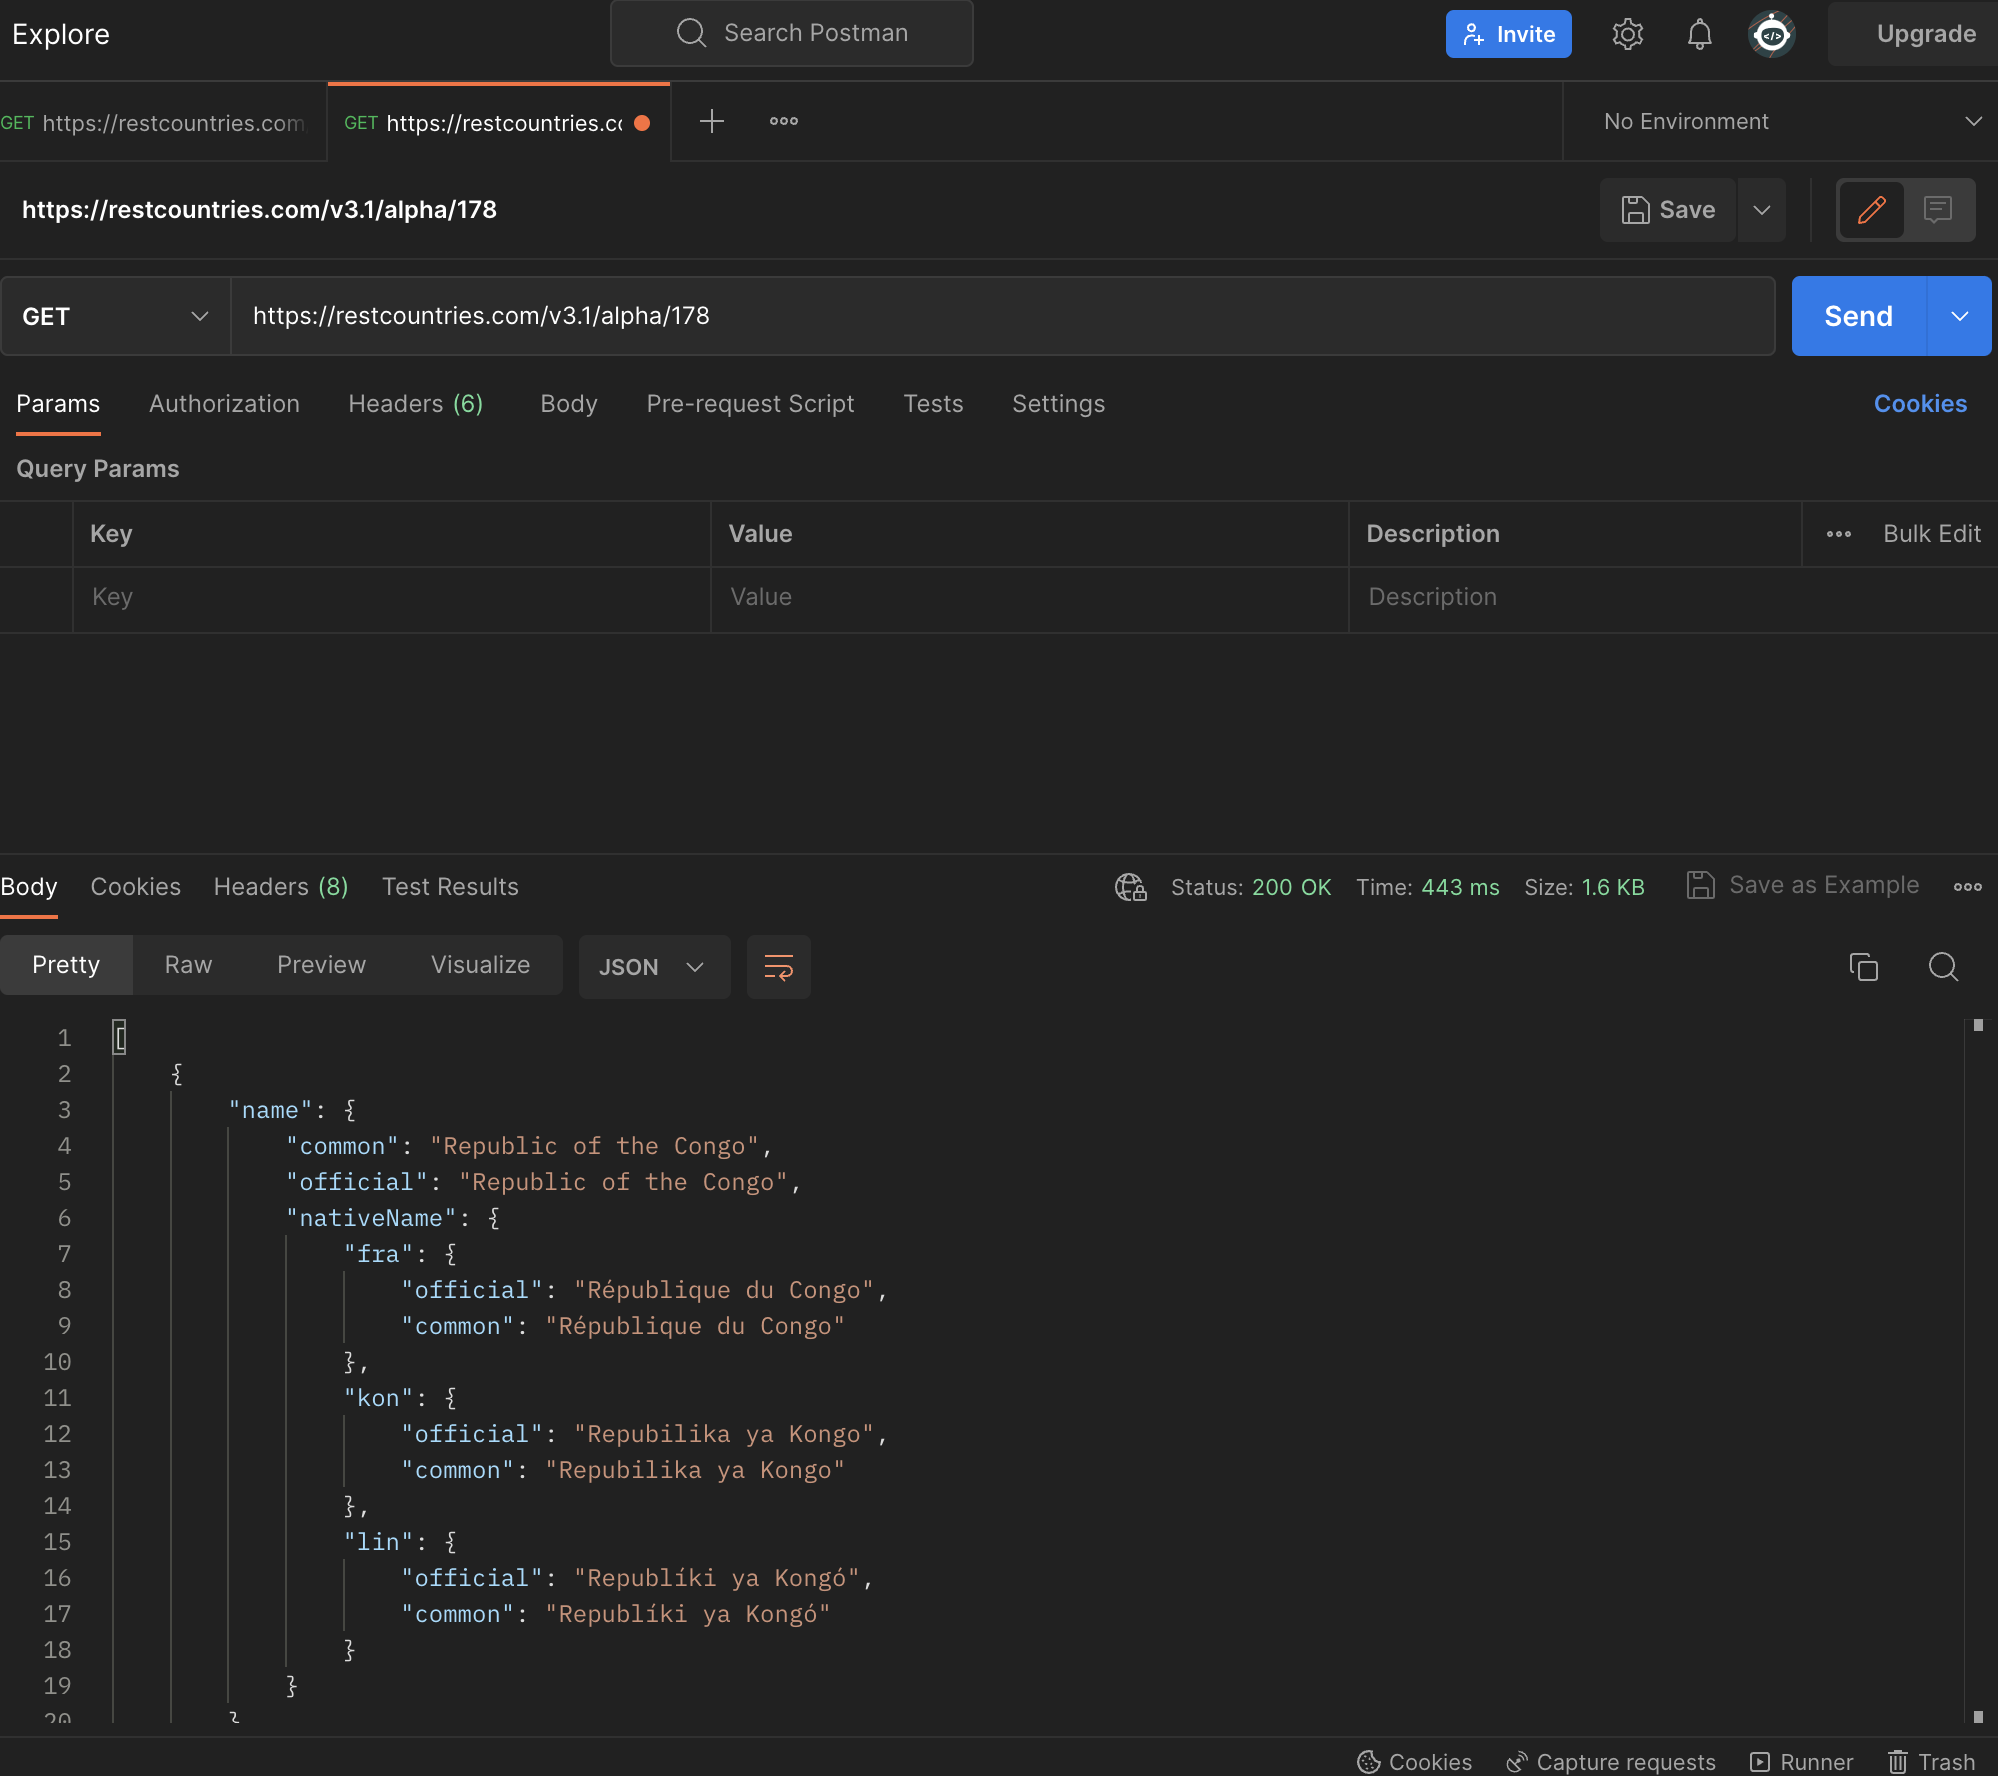 Explore
Search Postman
Invite
Upgrade
GET https://restcountries.com
GET https://restcountries.c
No Environment
https://restcountries.com/v3.1/alpha/178
Save
GET
https://restcountries.com/v3.1/alpha/178
Send
Params Authorization Headers (6) Body Pre-request Script Tests Settings Cookies
Query Params
Key Value Description Bulk Edit
Key Value Description
Body Cookies Headers (8) Test Results Status: 200 OK Time: 443 ms Size: 1.6 KB Save as Example
Pretty Raw Preview Visualize JSON
1 [
2 {
3 "name": {
4 "common": "Republic of the Congo",
5 "official": "Republic of the Congo",
6 "nativeName": {
7 "fra": {
8 "official": "République du Congo",
9 "common": "République du Congo"
10 },
11 "kon": {
12 "official": "Repubilika ya Kongo",
13 "common": "Repubilika ya Kongo"
14 },
15 "lin": {
16 "official": "Republíki ya Kongó",
17 "common": "Republíki ya Kongó"
18 }
19 }
20
Cookies Capture requests Runner Trash